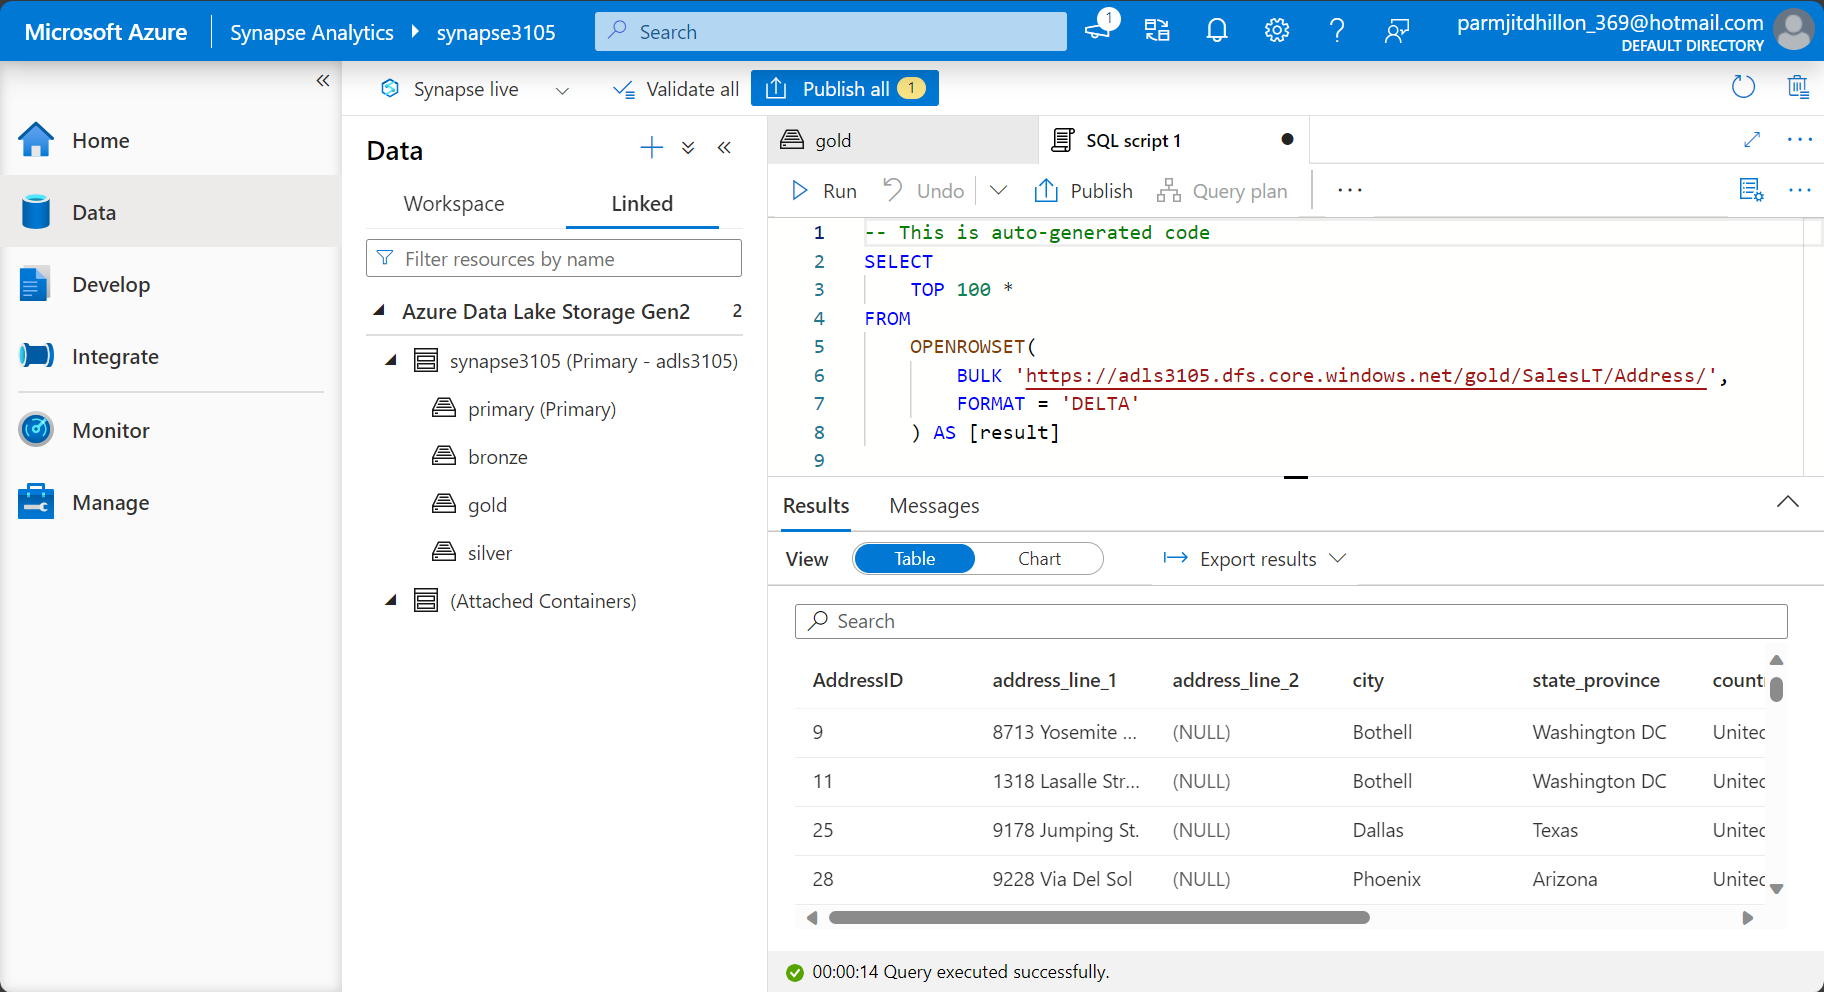 Microsoft Azure
Synapse Analytics
synapse3105
Search
1
parmjitdhillon_369@hotmail.com
DEFAULT DIRECTORY
Home
Data
Develop
Integrate
Monitor
Manage
Synapse live
Validate all
Publish all 1
Data
Workspace
Linked
Filter resources by name
Azure Data Lake Storage Gen2 2
synapse3105 (Primary - adls3105)
primary (Primary)
bronze
gold
silver
(Attached Containers)
gold
SQL script 1
Run
Undo
Publish
Query plan
1 -- This is auto-generated code
2 SELECT
3 TOP 100 *
4 FROM
5 OPENROWSET(
6 BULK 'https://adls3105.dfs.core.windows.net/gold/SalesLT/Address/',
7 FORMAT = 'DELTA'
8 ) AS [result]
9
Results
Messages
View
Table
Chart
Export results
Search
AddressID address_line_1 address_line_2 city state_province count
9 8713 Yosemite ... (NULL) Bothell Washington DC United
11 1318 Lasalle Str... (NULL) Bothell Washington DC United
25 9178 Jumping St. (NULL) Dallas Texas United
28 9228 Via Del Sol (NULL) Phoenix Arizona United
00:00:14 Query executed successfully.